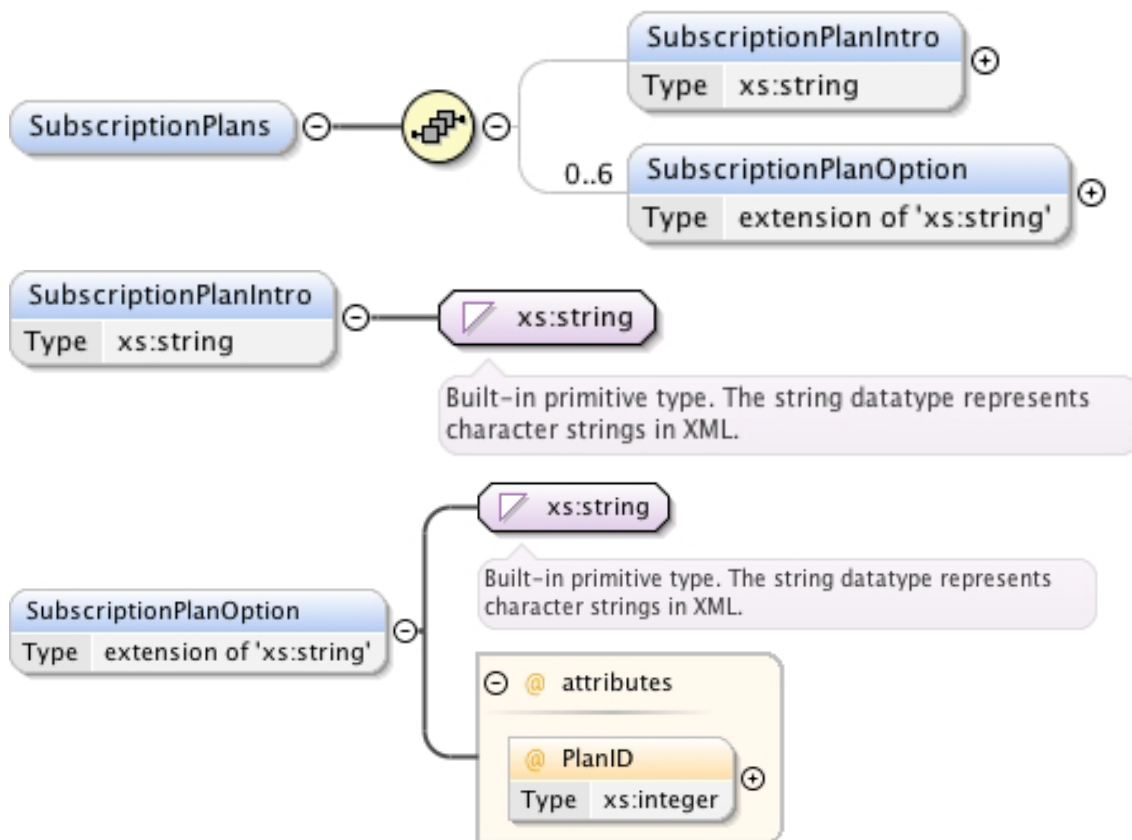 SubscriptionPlanIntro
Type xs:string
SubscriptionPlans
0..6
SubscriptionPlanOption
Type extension of 'xs:string'
SubscriptionPlanIntro
Type xs:string
xs:string
Built-in primitive type. The string datatype represents
character strings in XML.
xs:string
Built-in primitive type. The string datatype represents
character strings in XML.
SubscriptionPlanOption
Type extension of 'xs:string'
@ attributes
@ PlanID
Type xs:integer